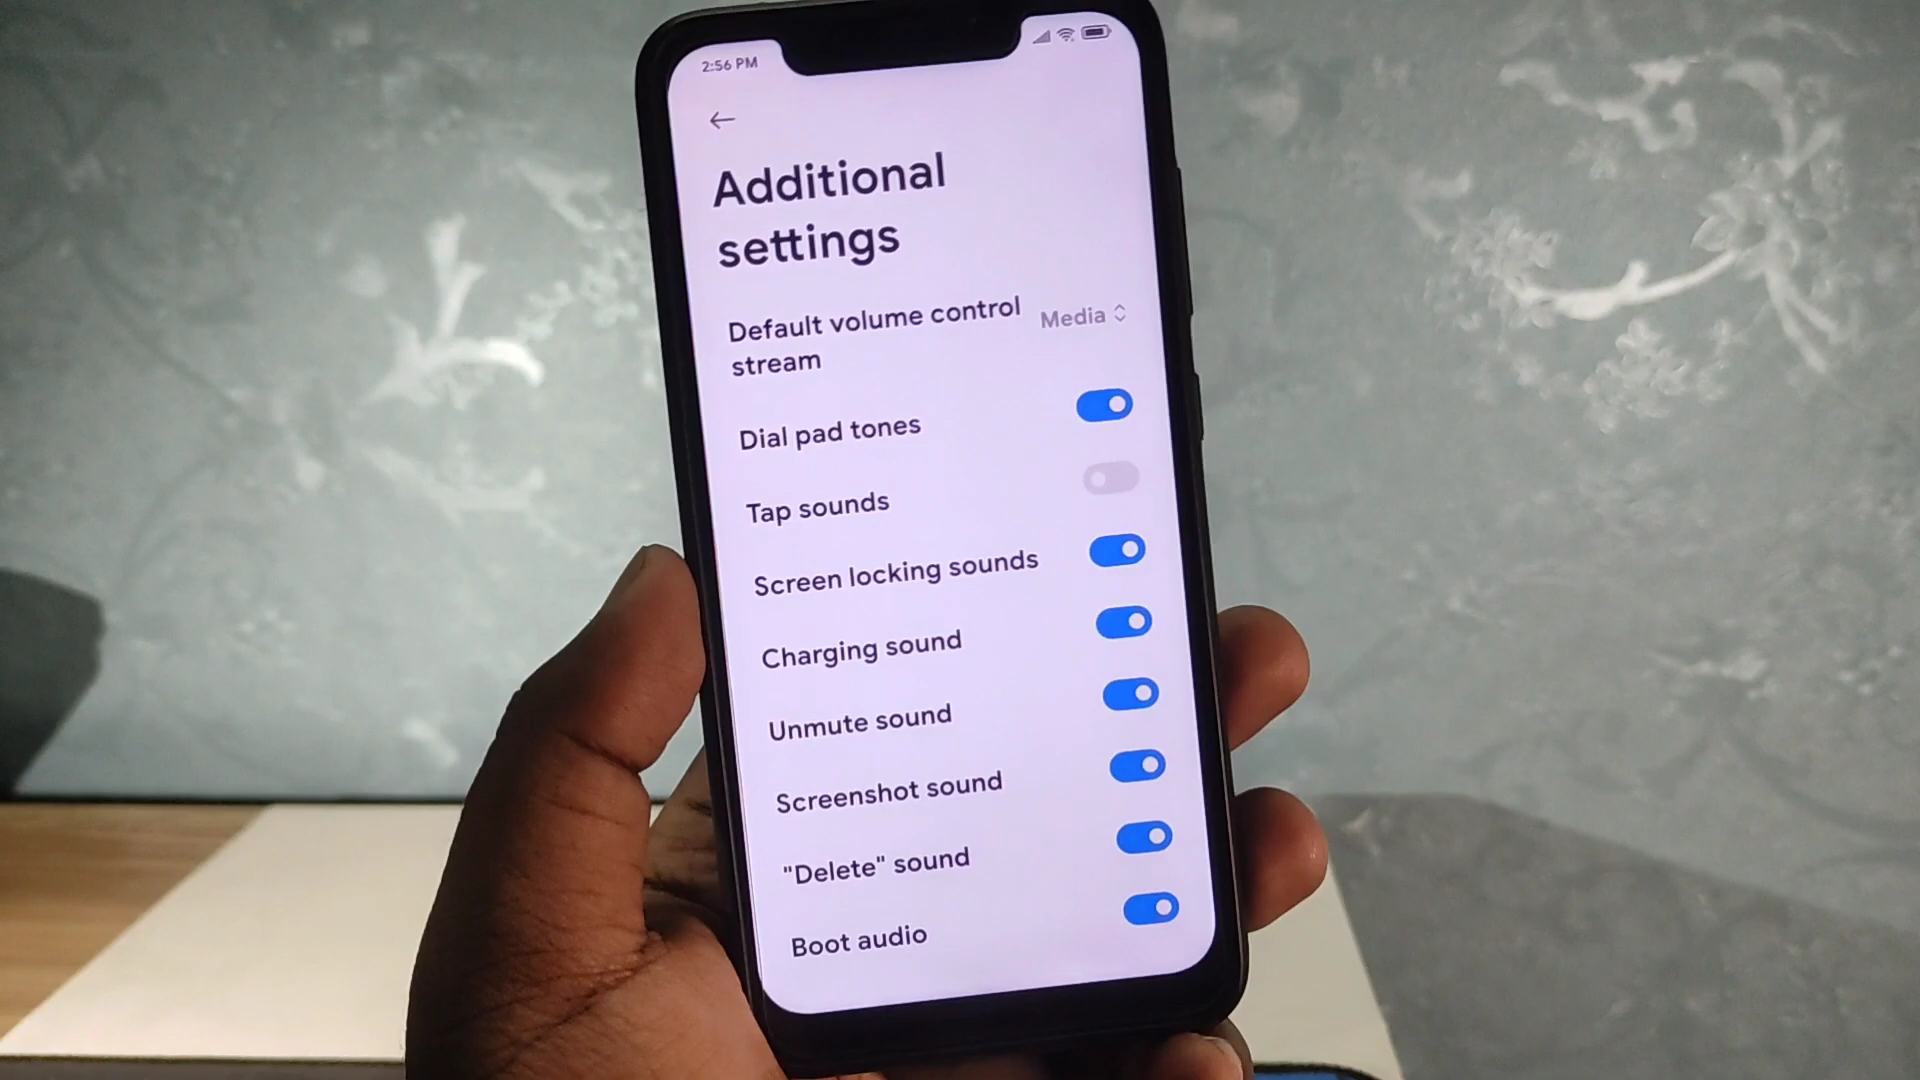 2:56 PM
Additional
settings
Default volume control
stream
Media
Dial pad tones
Tap sounds
Screen locking sounds
Charging sound
Unmute sound
Screenshot sound
"Delete" sound
Boot audio